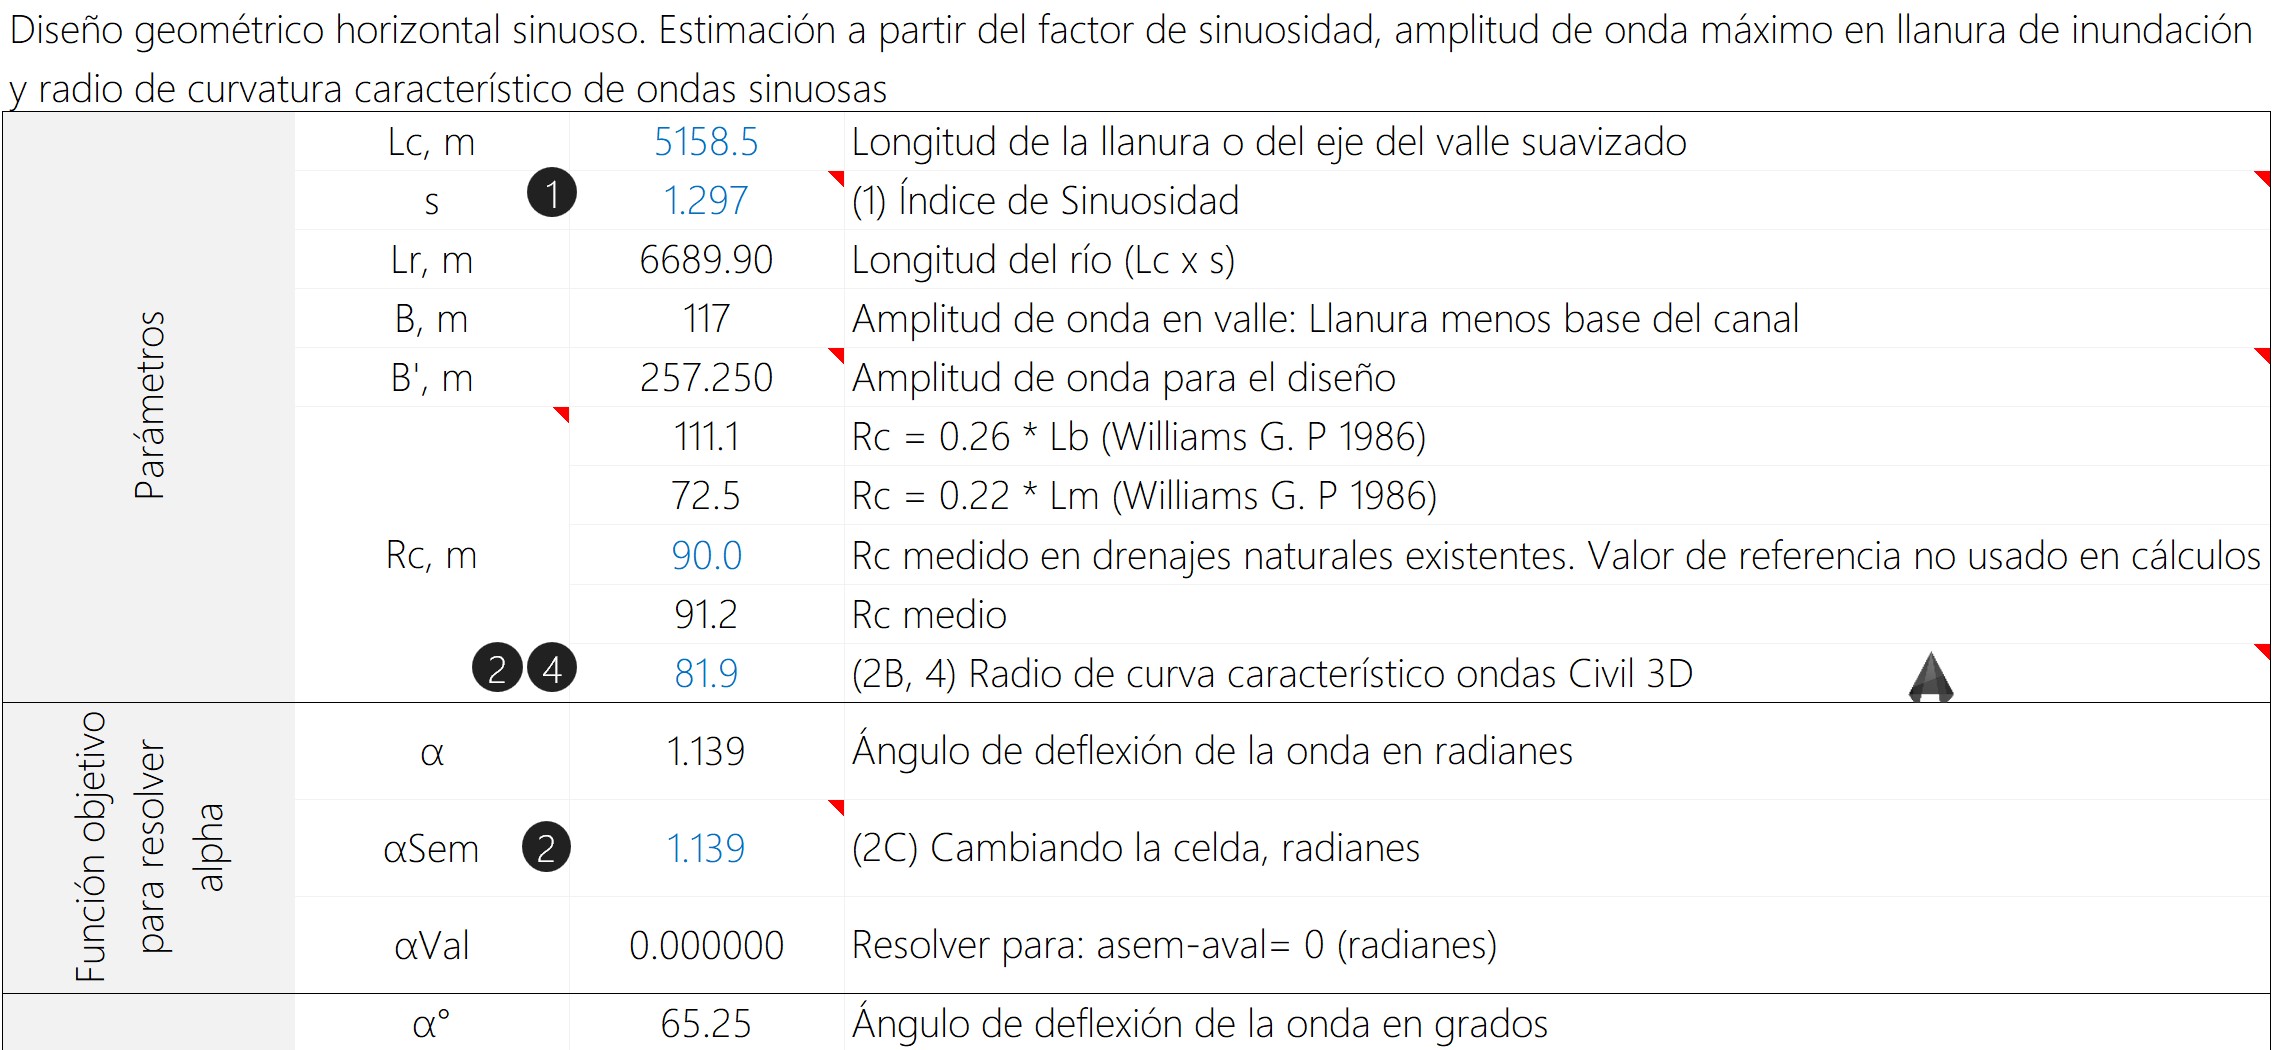 Diseño geométrico horizontal sinuoso. Estimación a partir del factor de sinuosidad, amplitud de onda máximo en llanura de inundación
y radio de curvatura característico de ondas sinuosas
Parámetros
Lc, m 5158.5 Longitud de la llanura o del eje del valle suavizado
s 1 1.297 (1) Índice de Sinuosidad
Lr, m 6689.90 Longitud del río (Lc x s)
B, m 117 Amplitud de onda en valle: Llanura menos base del canal
B', m 257.250 Amplitud de onda para el diseño
111.1 Rc = 0.26 * Lb (Williams G. P 1986)
72.5 Rc = 0.22 * Lm (Williams G. P 1986)
Rc, m 90.0 Rc medido en drenajes naturales existentes. Valor de referencia no usado en cálculos
91.2 Rc medio
2 4 81.9 (2B, 4) Radio de curva característico ondas Civil 3D
Función objetivo
para resolver
alpha
α 1.139 Ángulo de deflexión de la onda en radianes
αSem 2 1.139 (2C) Cambiando la celda, radianes
αVal 0.000000 Resolver para: asem-aval= 0 (radianes)
α° 65.25 Ángulo de deflexión de la onda en grados